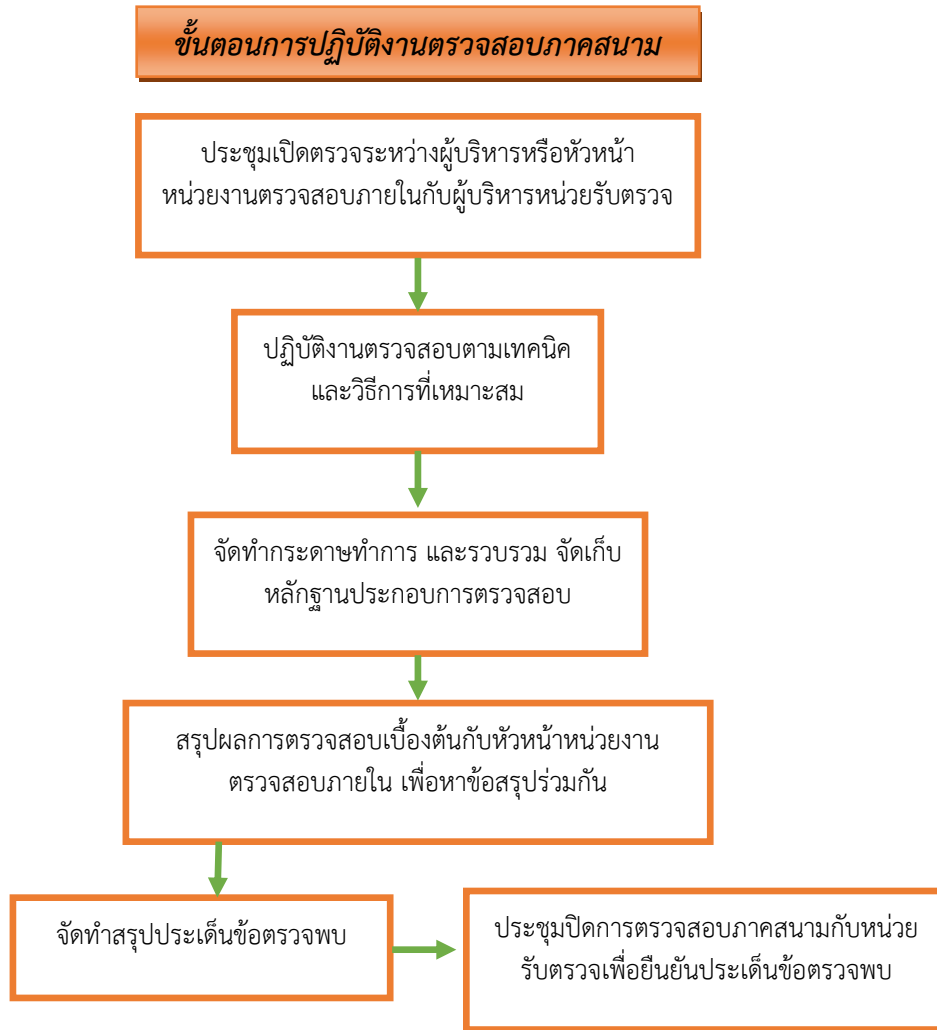 ขั้นตอนการปฏิบัติงานตรวจสอบภาคสนาม
ประชุมเปิดตรวจระหว่างผู้บริหารหรือหัวหน้า
หน่วยงานตรวจสอบภายในกับผู้บริหารหน่วยรับตรวจ
ปฏิบัติงานตรวจสอบตามเทคนิค
และวิธีการที่เหมาะสม
จัดทำกระดาษทำการ และรวบรวม จัดเก็บ
หลักฐานประกอบการตรวจสอบ
สรุปผลการตรวจสอบเบื้องต้นกับหัวหน้าหน่วยงาน
ตรวจสอบภายใน เพื่อหาข้อสรุปร่วมกัน
จัดทำสรุปประเด็นข้อตรวจพบ
ประชุมปิดการตรวจสอบภาคสนามกับหน่วย
รับตรวจเพื่อยืนยันประเด็นข้อตรวจพบ